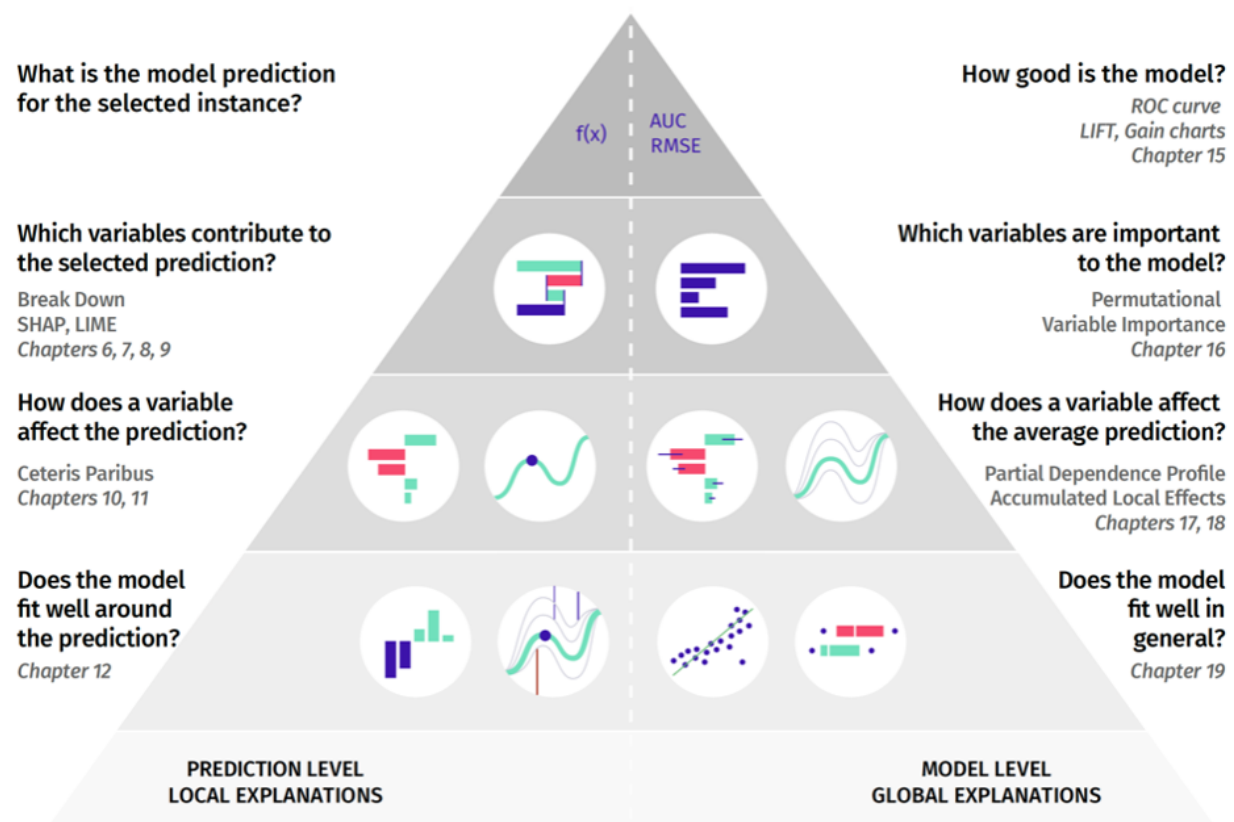 What is the model prediction
for the selected instance?
f(x)
AUC
RMSE
How good is the model?
ROC curve
LIFT, Gain charts
Chapter 15
Which variables contribute to
the selected prediction?
Break Down
SHAP, LIME
Chapters 6, 7, 8, 9
Which variables are important
to the model?
Permutational
Variable Importance
Chapter 16
How does a variable
affect the prediction?
Ceteris Paribus
Chapters 10, 11
How does a variable affect
the average prediction?
Partial Dependence Profile
Accumulated Local Effects
Chapters 17, 18
Does the model
fit well around
the prediction?
Chapter 12
Does the model
fit well in
general?
Chapter 19
PREDICTION LEVEL
LOCAL EXPLANATIONS
MODEL LEVEL
GLOBAL EXPLANATIONS